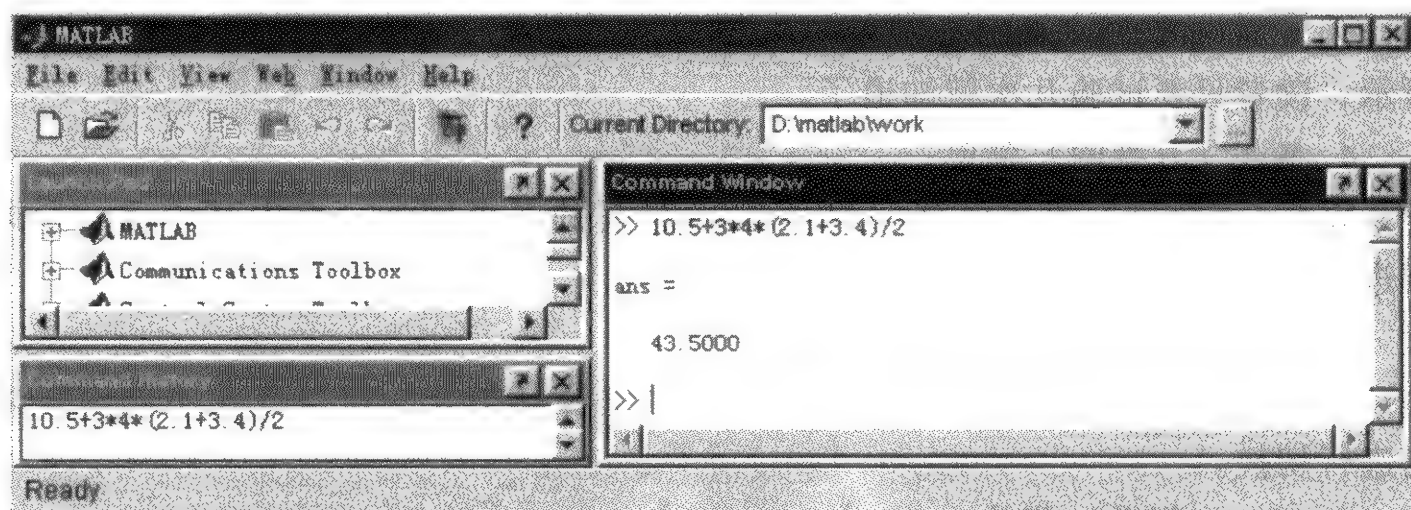 MATLAB
File Edit View Web Window Help
? Current Directory: D:\matlab\work
MATLAB
Communications Toolbox
Command History
10.5+3*4*(2.1+3.4)/2
Command Window
>> 10.5+3*4*(2.1+3.4)/2
ans =
43.5000
>>
Ready